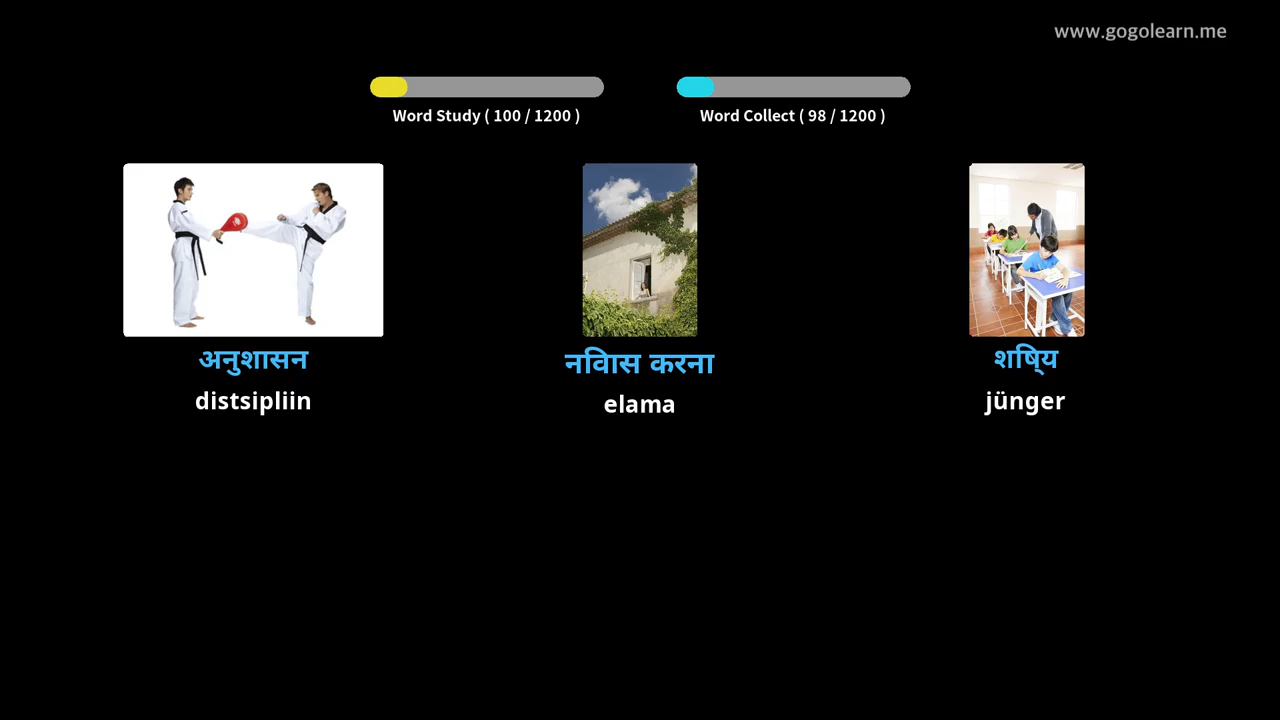 www.gogolearn.me
Word Study ( 100 / 1200 )
Word Collect ( 98 / 1200 )
अनुशासन
नविास करना
शषि्य
distsipliin
elama
jünger